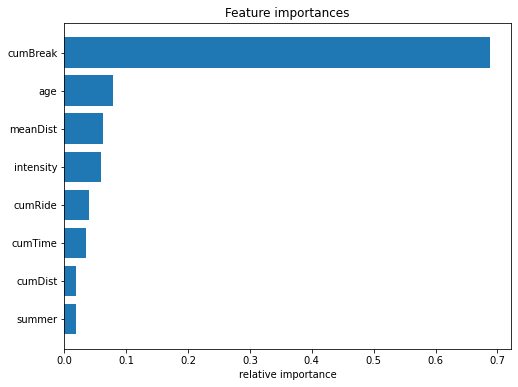 Feature importances
cumBreak
age
meanDist
intensity
cumRide
cumTime
cumDist
summer
0.0 0.1 0.2 0.3 0.4 0.5 0.6 0.7
relative importance